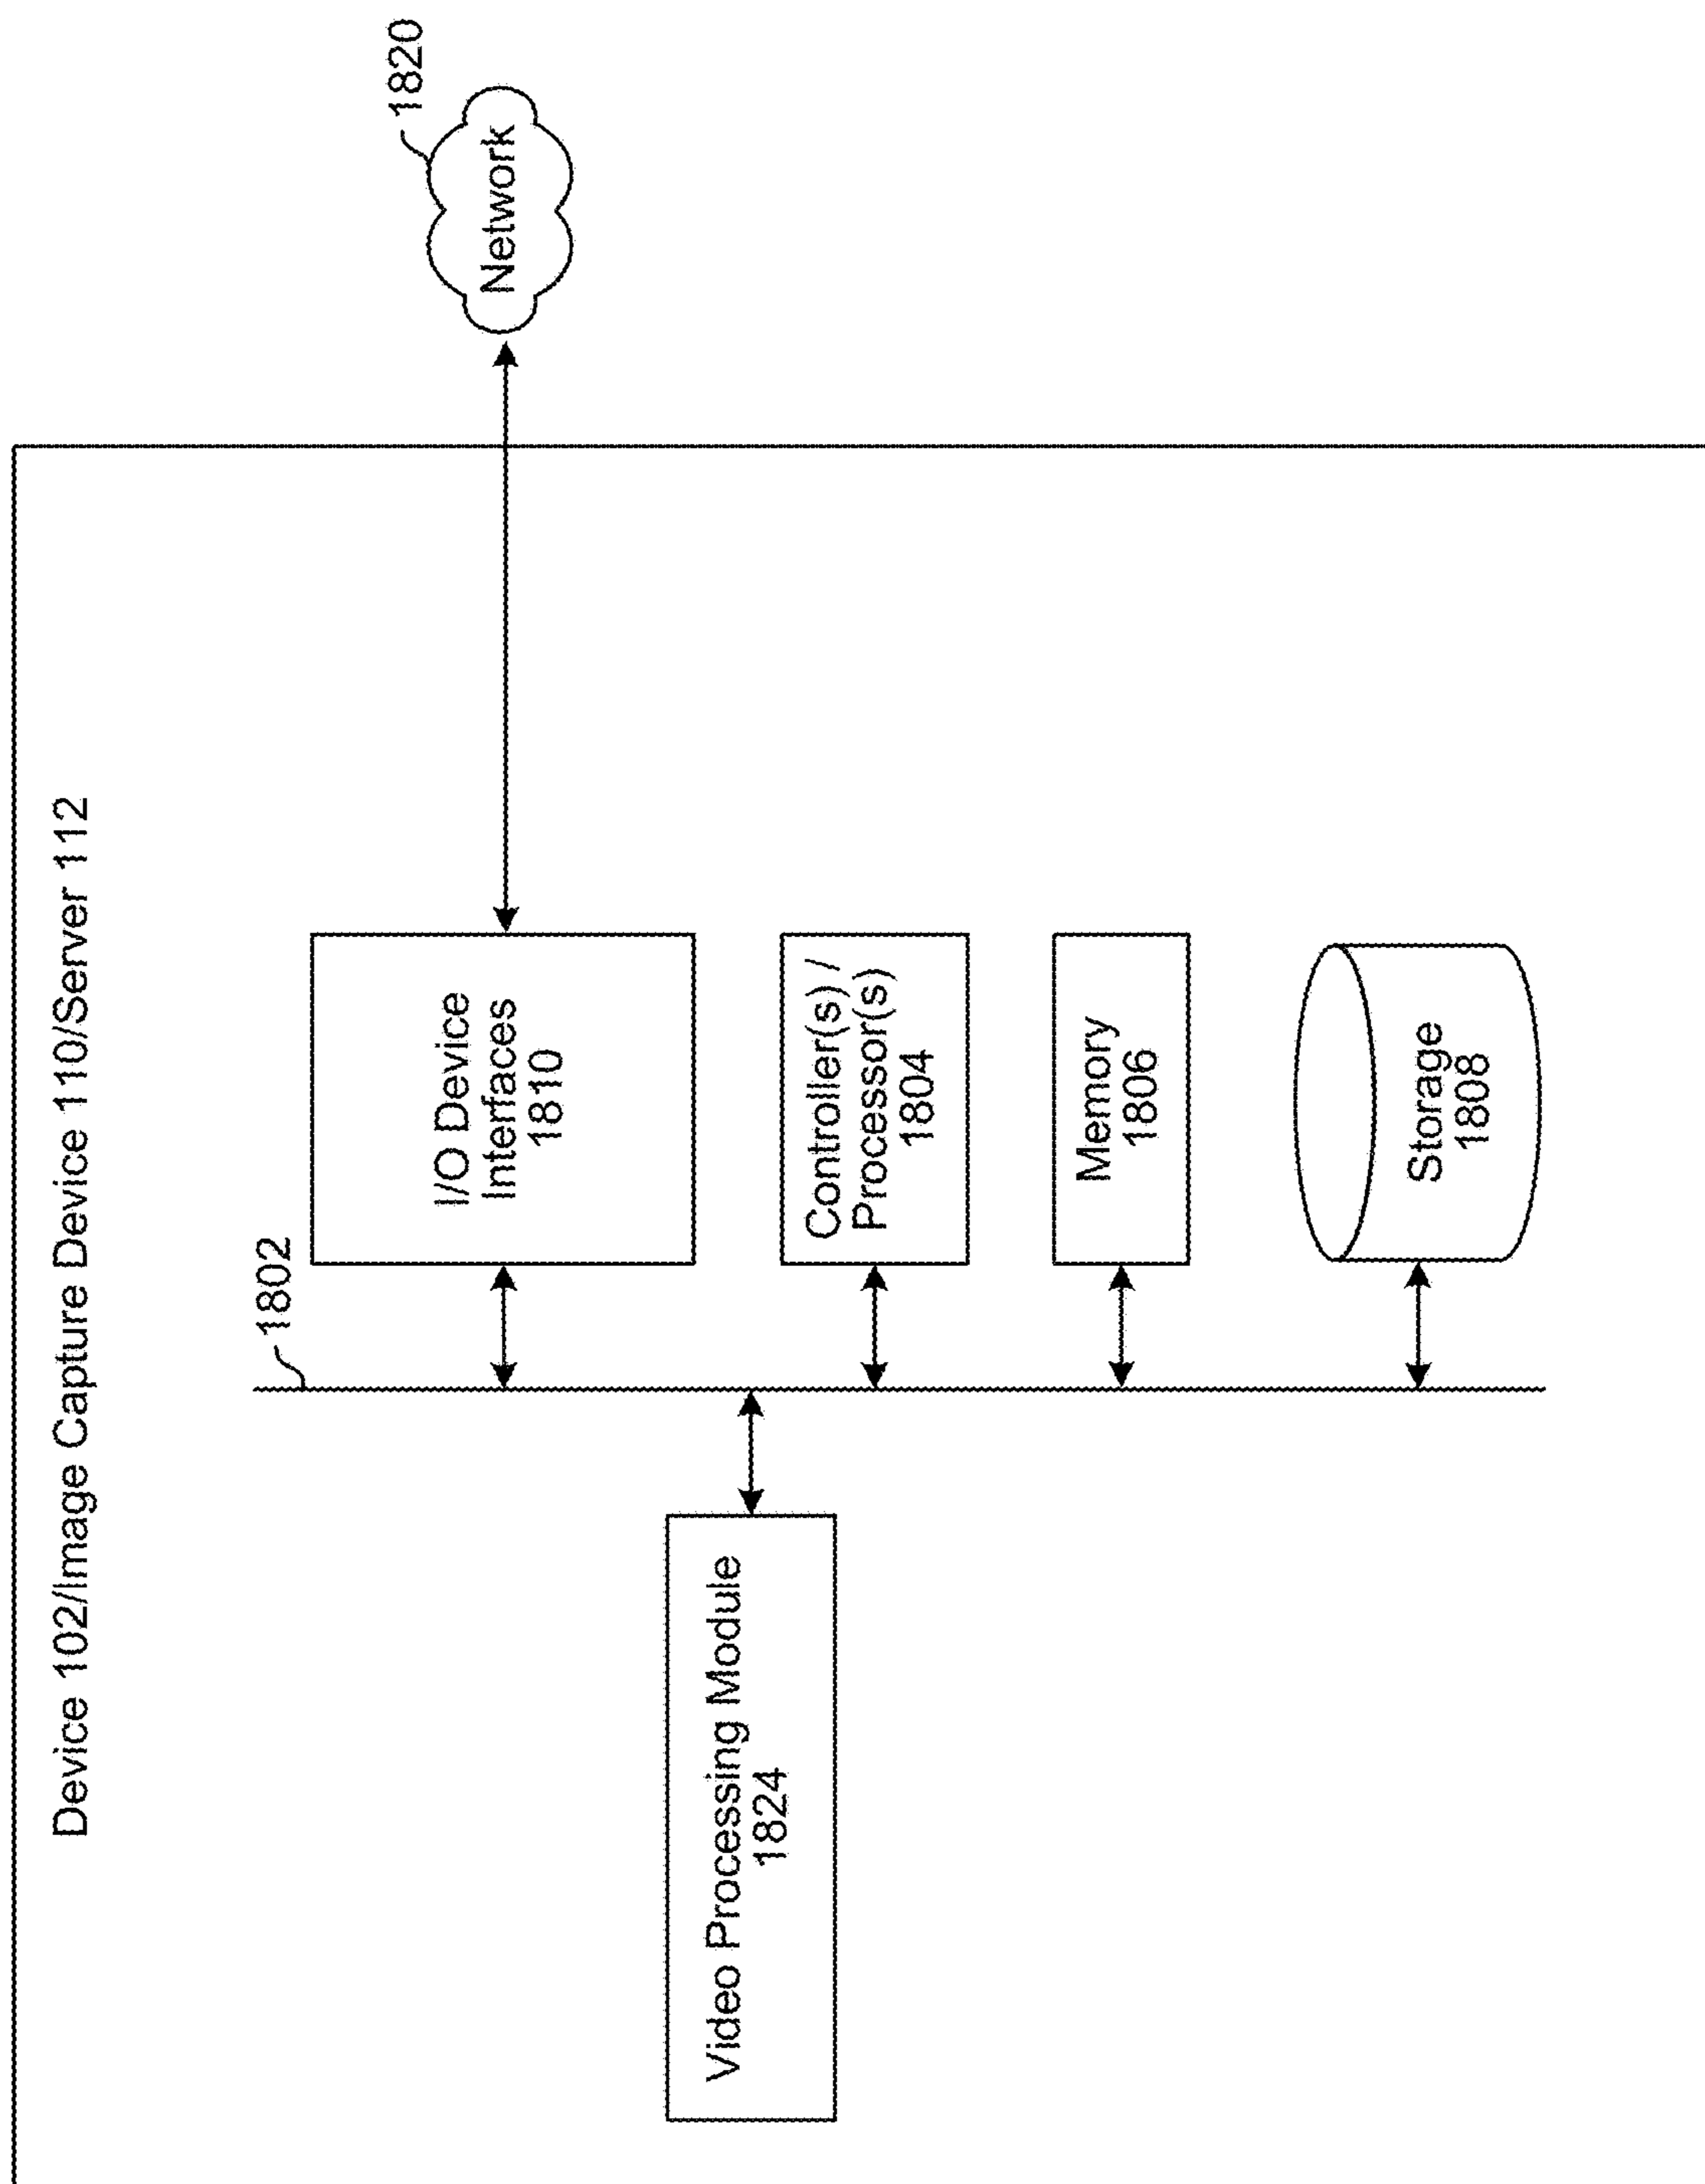 Device 102/Image Capture Device 110/Server 112
1802
I/O Device
Interfaces
1810
1820
Network
Video Processing Module
1824
Controller(s) /
Processor(s)
1804
Memory
1806
Storage
1808